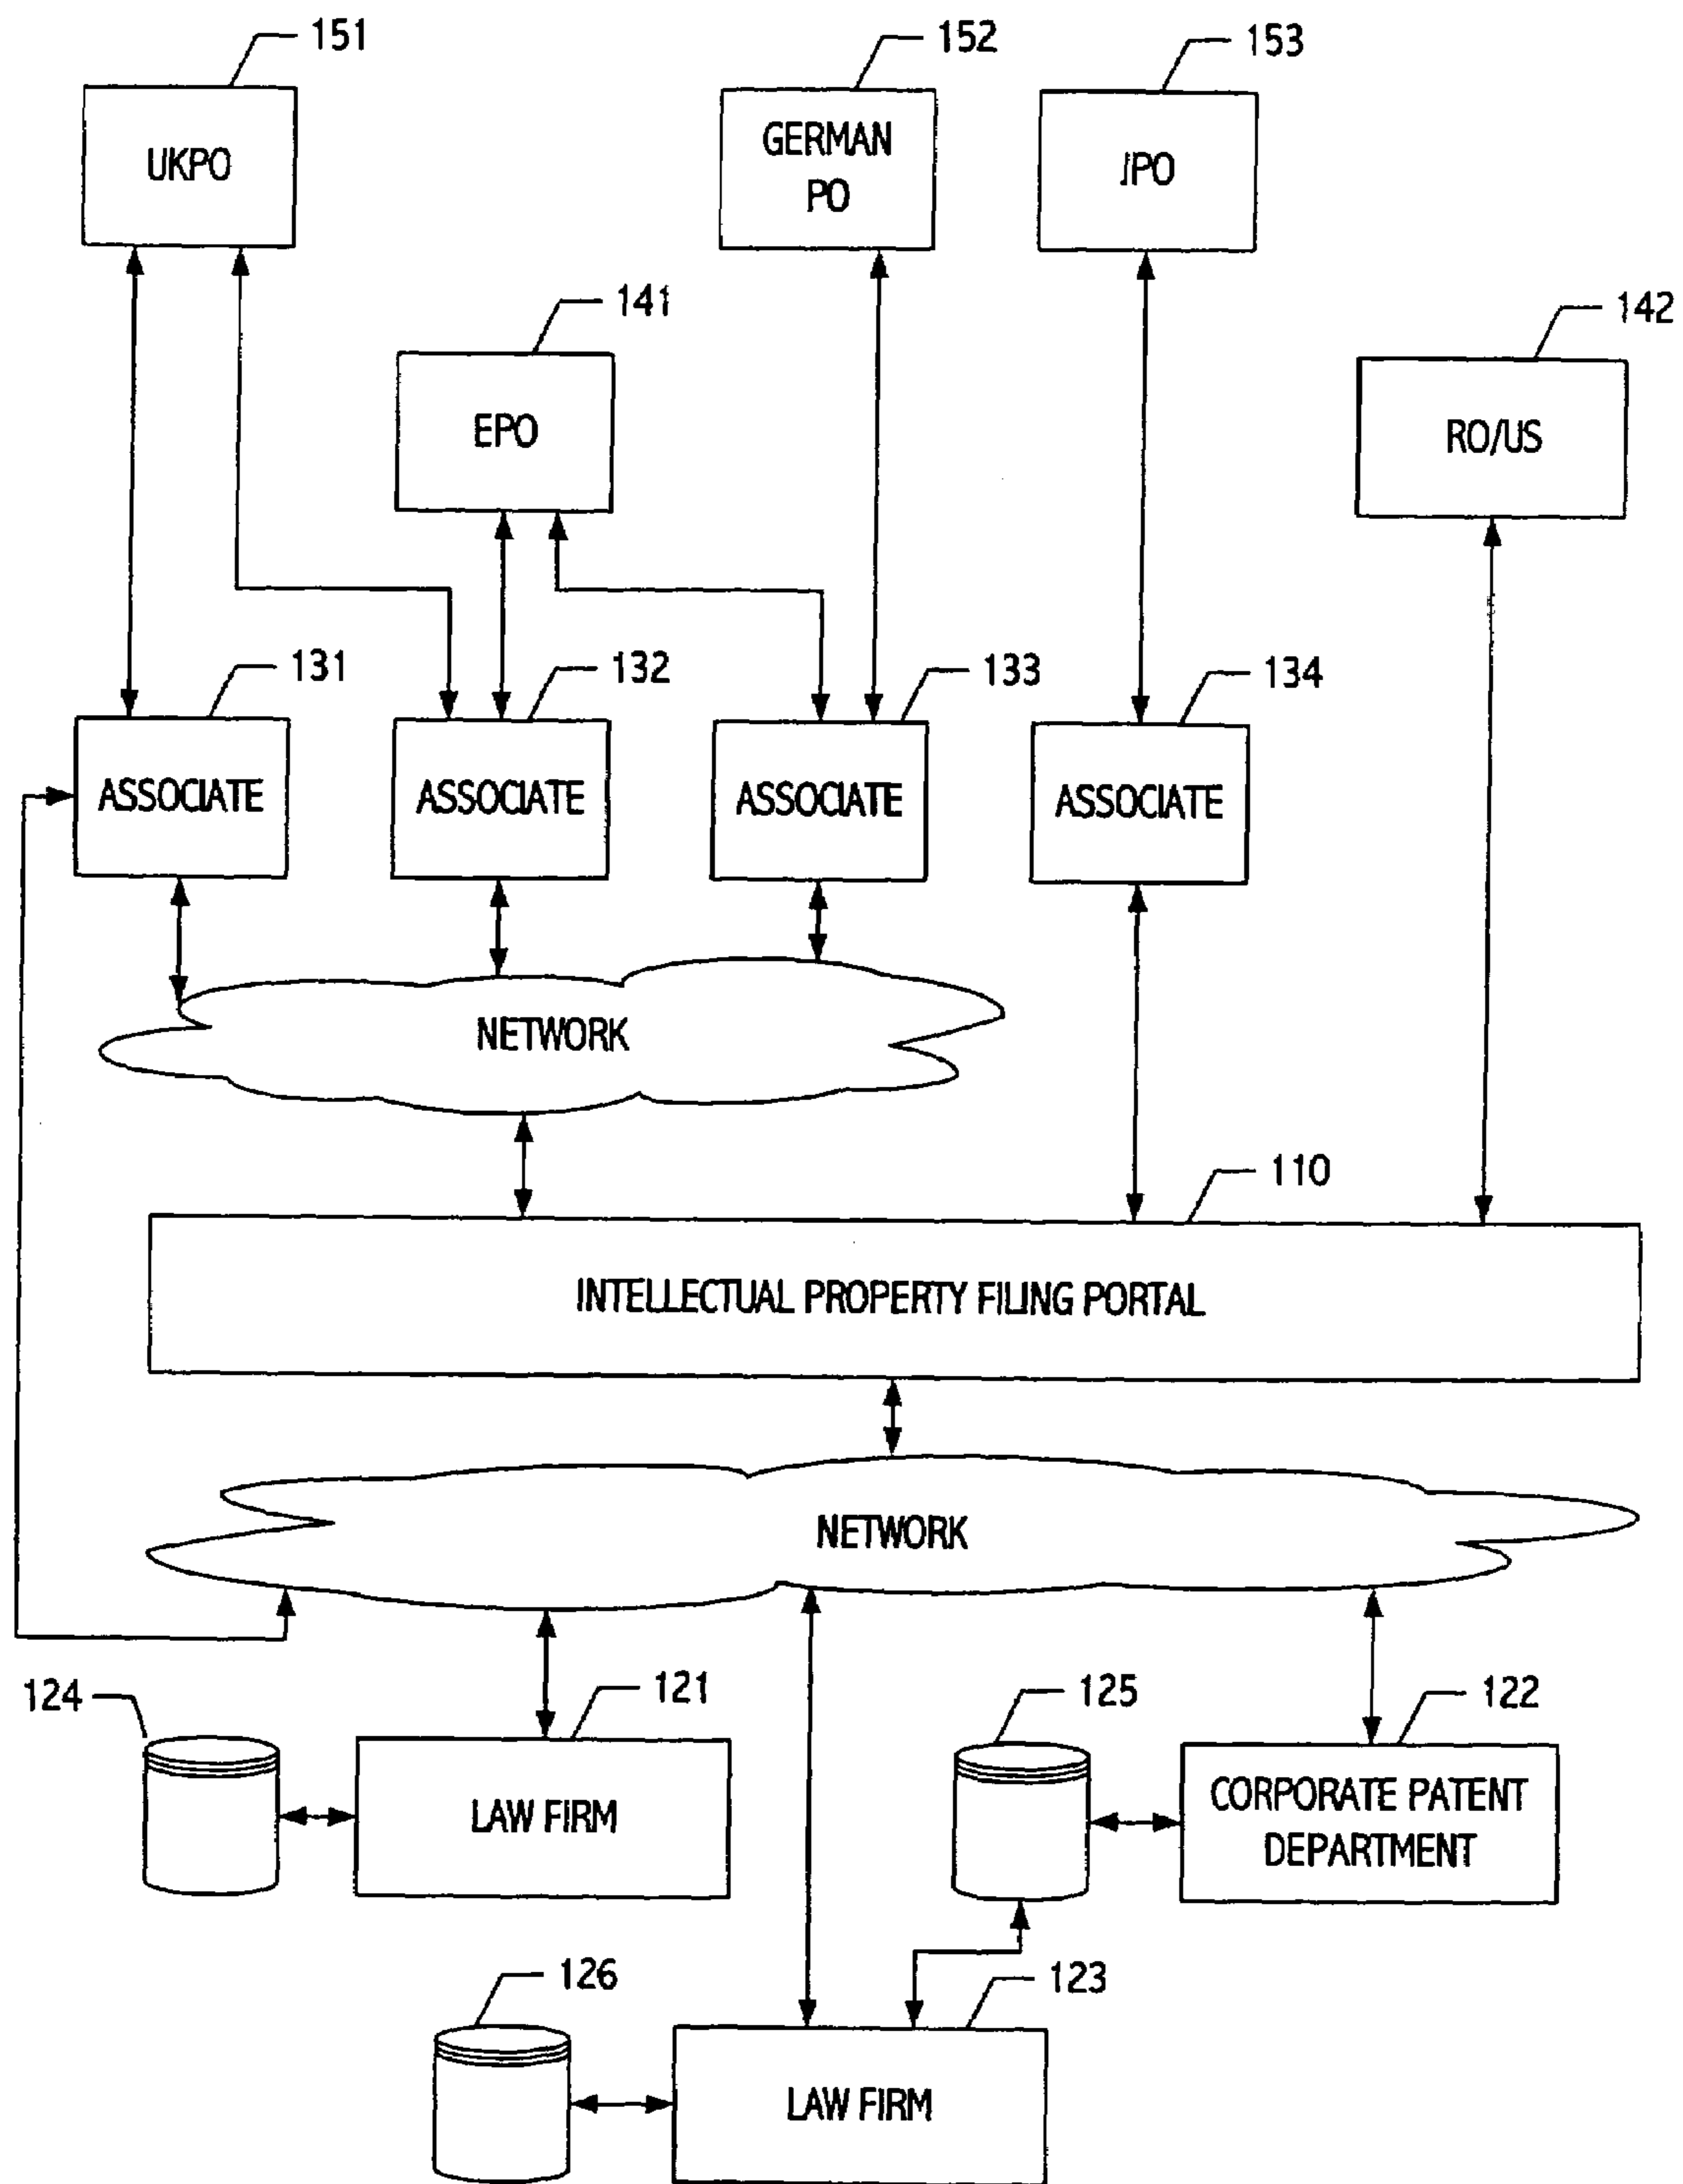 151
152
153
UKPO
GERMAN
PO
JPO
141
142
EPO
RO/US
131
132
133
134
ASSOCIATE
ASSOCIATE
ASSOCIATE
ASSOCIATE
NETWORK
110
INTELLECTUAL PROPERTY FILING PORTAL
NETWORK
124
121
125
122
LAW FIRM
CORPORATE PATENT
DEPARTMENT
126
123
LAW FIRM